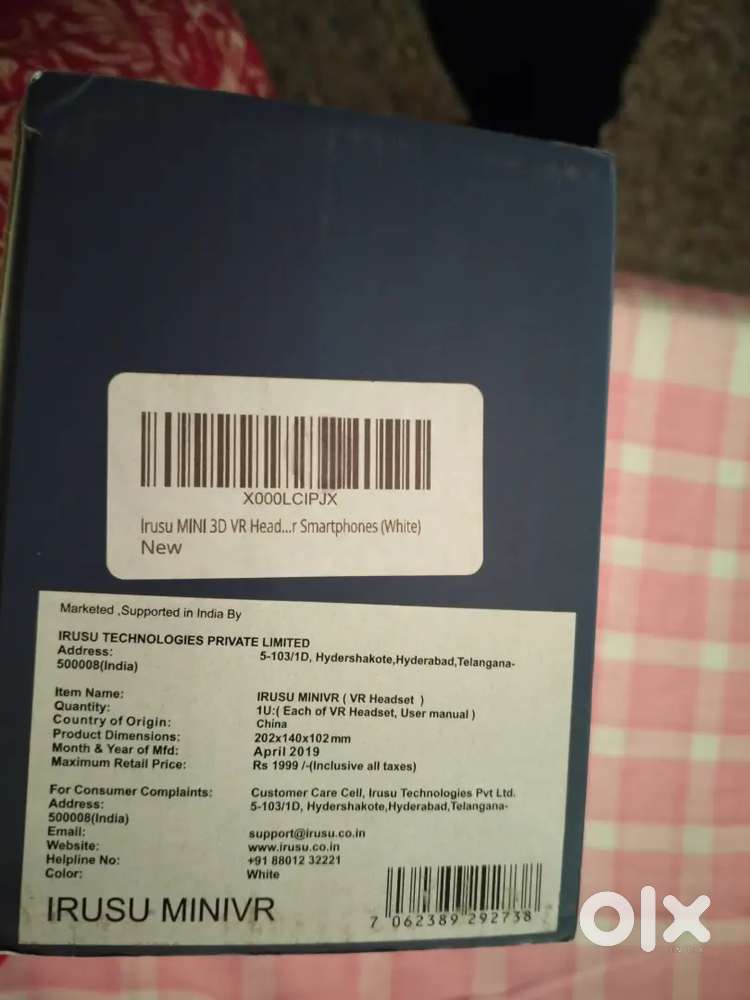 X000LCIPJX
Irusu MINI 3D VR Head...r Smartphones (White)
New
Marketed ,Supported in India By
IRUSU TECHNOLOGIES PRIVATE LIMITED
Address: 5-103/1D, Hydershakote,Hyderabad,Telangana-
500008(India)
Item Name: IRUSU MINIVR ( VR Headset )
Quantity: 1U:( Each of VR Headset, User manual )
Country of Origin: China
Product Dimensions: 202x140x102mm
Month & Year of Mfd: April 2019
Maximum Retail Price: Rs 1999 /-(Inclusive all taxes)
For Consumer Complaints: Customer Care Cell, Irusu Technologies Pvt Ltd.
Address: 5-103/1D, Hydershakote,Hyderabad,Telangana-
500008(India)
Email: support@irusu.co.in
Website: www.irusu.co.in
Helpline No: +91 88012 32221
Color: White
IRUSU MINIVR
7 062389 292738
olx